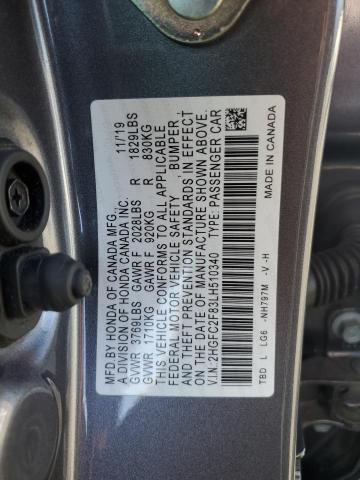 MFD.BY HONDA OF CANADA MFG., 11/19
A DIVISION OF HONDA CANADA INC.
GVWR 3769LBS GAWR F 2028LBS R 1829LBS
GVWR 1710KG GAWR F 920KG R 830KG
THIS VEHICLE CONFORMS TO ALL APPLICABLE
FEDERAL MOTOR VEHICLE SAFETY, BUMPER,
AND THEFT PREVENTION STANDARDS IN EFFECT
ON THE DATE OF MANUFACTURE SHOWN ABOVE.
V.I.N.:2HGFC2F83LH510340 TYPE:PASSENGER CAR
TBD L LG6 -NH797M -V -H MADE IN CANADA